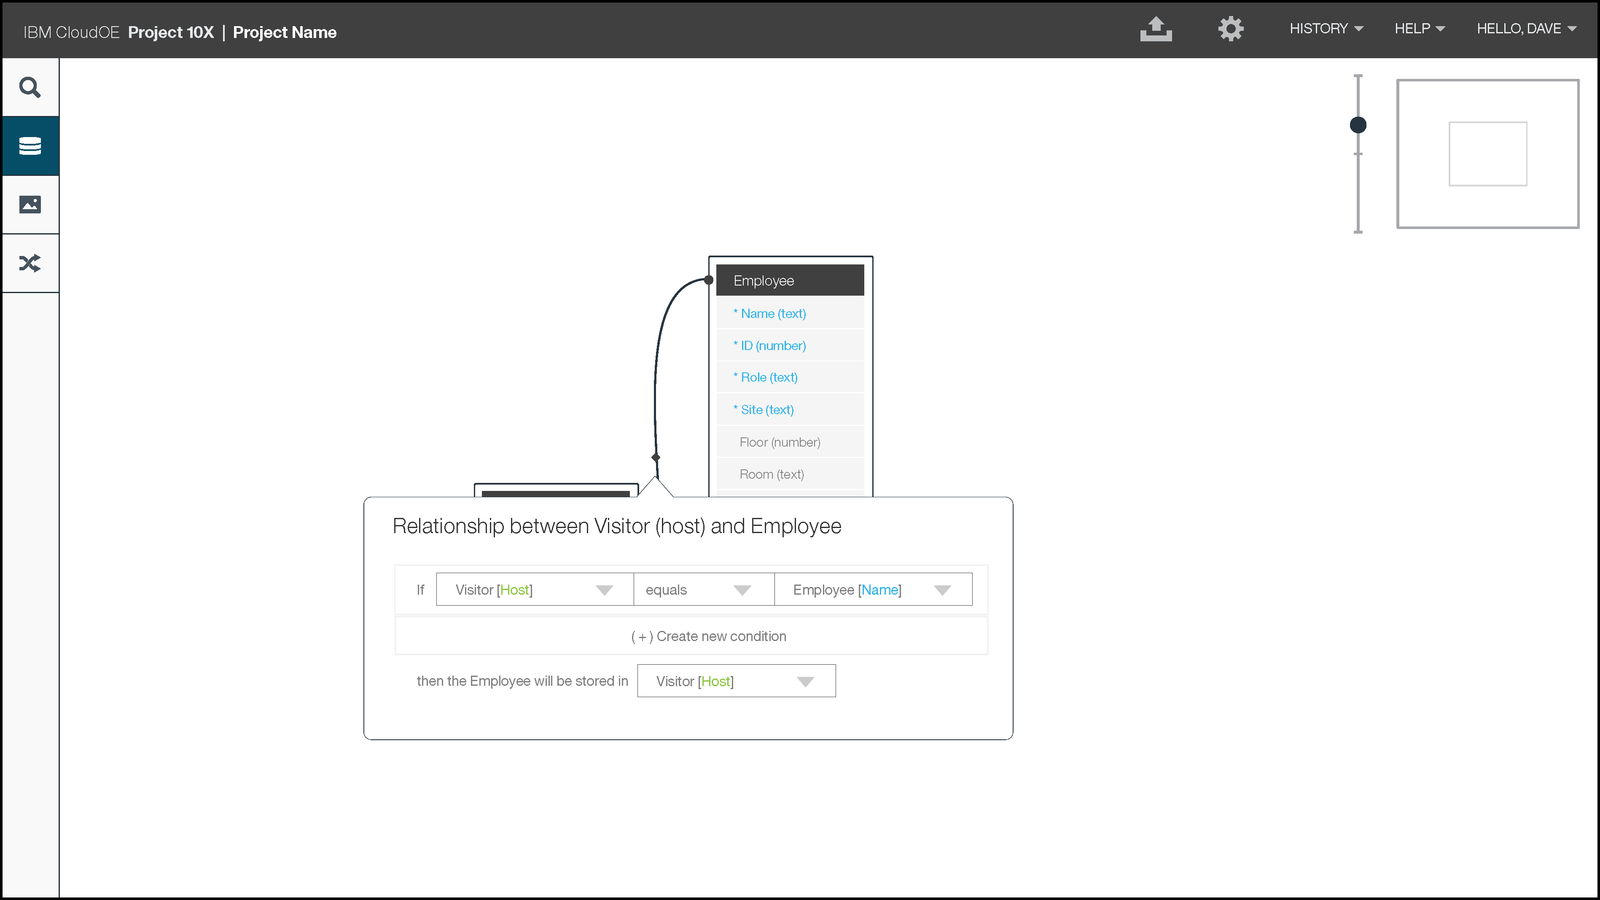 IBM CloudOE Project 10X | Project Name
HISTORY
HELP
HELLO, DAVE
Employee
* Name (text)
* ID (number)
* Role (text)
* Site (text)
Floor (number)
Room (text)
Relationship between Visitor (host) and Employee
If Visitor [Host] equals Employee [Name]
( + ) Create new condition
then the Employee will be stored in Visitor [Host]